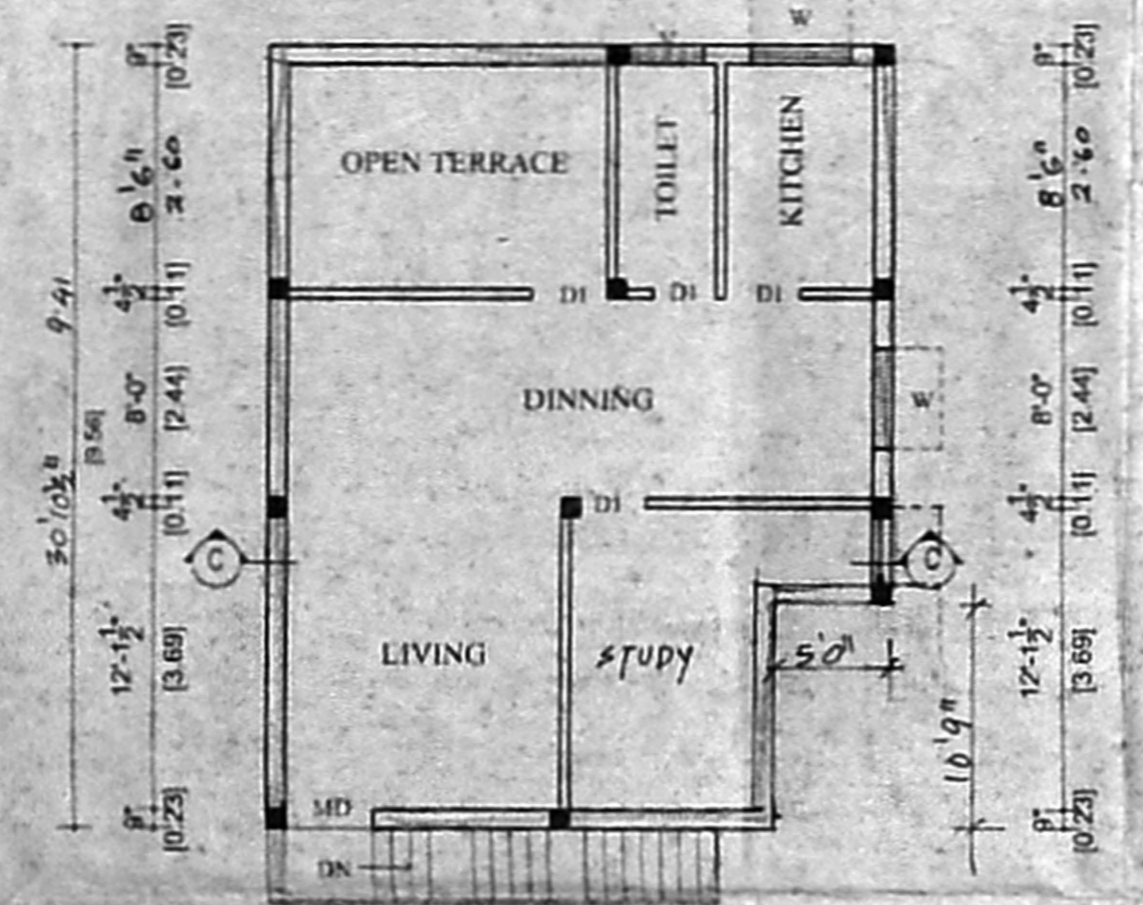 W
OPEN TERRACE
TOILET
KITCHEN
D1
D1
D1
DINNING
W
D1
C
C
LIVING
STUDY
5'0"
10'9"
MD
DN
9"
[0.23]
8'6"
2.60
4½"
[0.11]
8'-0"
[2.44]
4½"
[0.11]
12'-1½"
[3.69]
9"
[0.23]
9.41
30'10½"
9"
[0.23]
8'6"
2.60
4½"
[0.11]
8'-0"
[2.44]
4½"
[0.11]
12'-1½"
[3.69]
9"
[0.23]